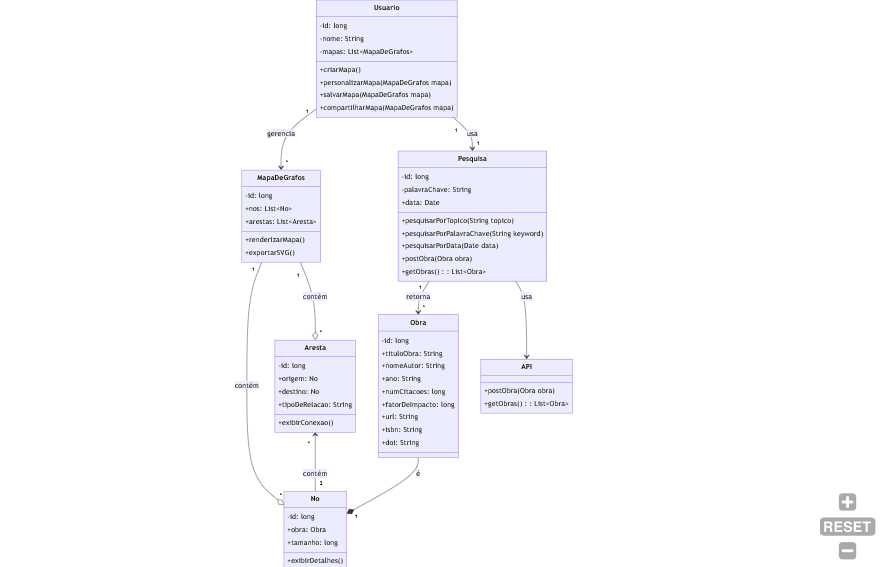 Usuario
-id: long
-nome: String
-mapas: List<MapaDeGrafos>
+criarMapa()
+personalizarMapa(MapaDeGrafos mapa)
+salvarMapa(MapaDeGrafos mapa)
+compartilharMapa(MapaDeGrafos mapa)
1
gerencia
*
1
usa
1
MapaDeGrafos
-id: long
+nos: List<No>
+arestas: List<Aresta>
+renderizarMapa()
+exportarSVG()
Pesquisa
-id: long
-palavraChave: String
+data: Date
+pesquisarPorTopico(String topico)
+pesquisarPorPalavraChave(String keyword)
+pesquisarPorData(Date data)
+postObra(Obra obra)
+getObras() : : List<Obra>
1
1
contém
*
1
retorna
*
usa
Aresta
-id: long
+origem: No
+destino: No
+tipoDeRelacao: String
+exibirConexao()
Obra
-id: long
+tituloObra: String
+nomeAutor: String
+ano: String
+numCitacoes: long
+fatorDeImpacto: long
+url: String
+isbn: String
+doi: String
API
+postObra(Obra obra)
+getObras() : : List<Obra>
contém
*
contém
2
é
*
1
No
-id: long
+obra: Obra
+tamanho: long
+exibirDetalhes()
RESET